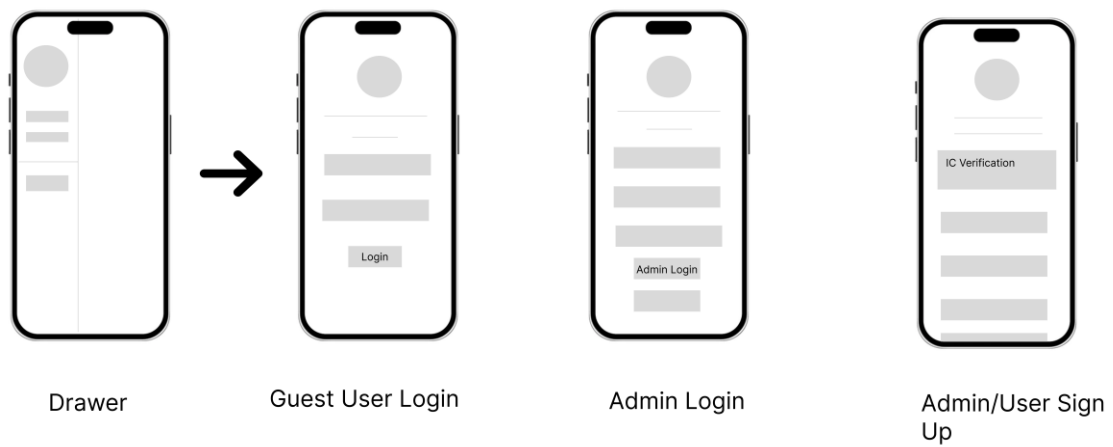 IC Verification
Login
Admin Login
Drawer
Guest User Login
Admin Login
Admin/User Sign
Up